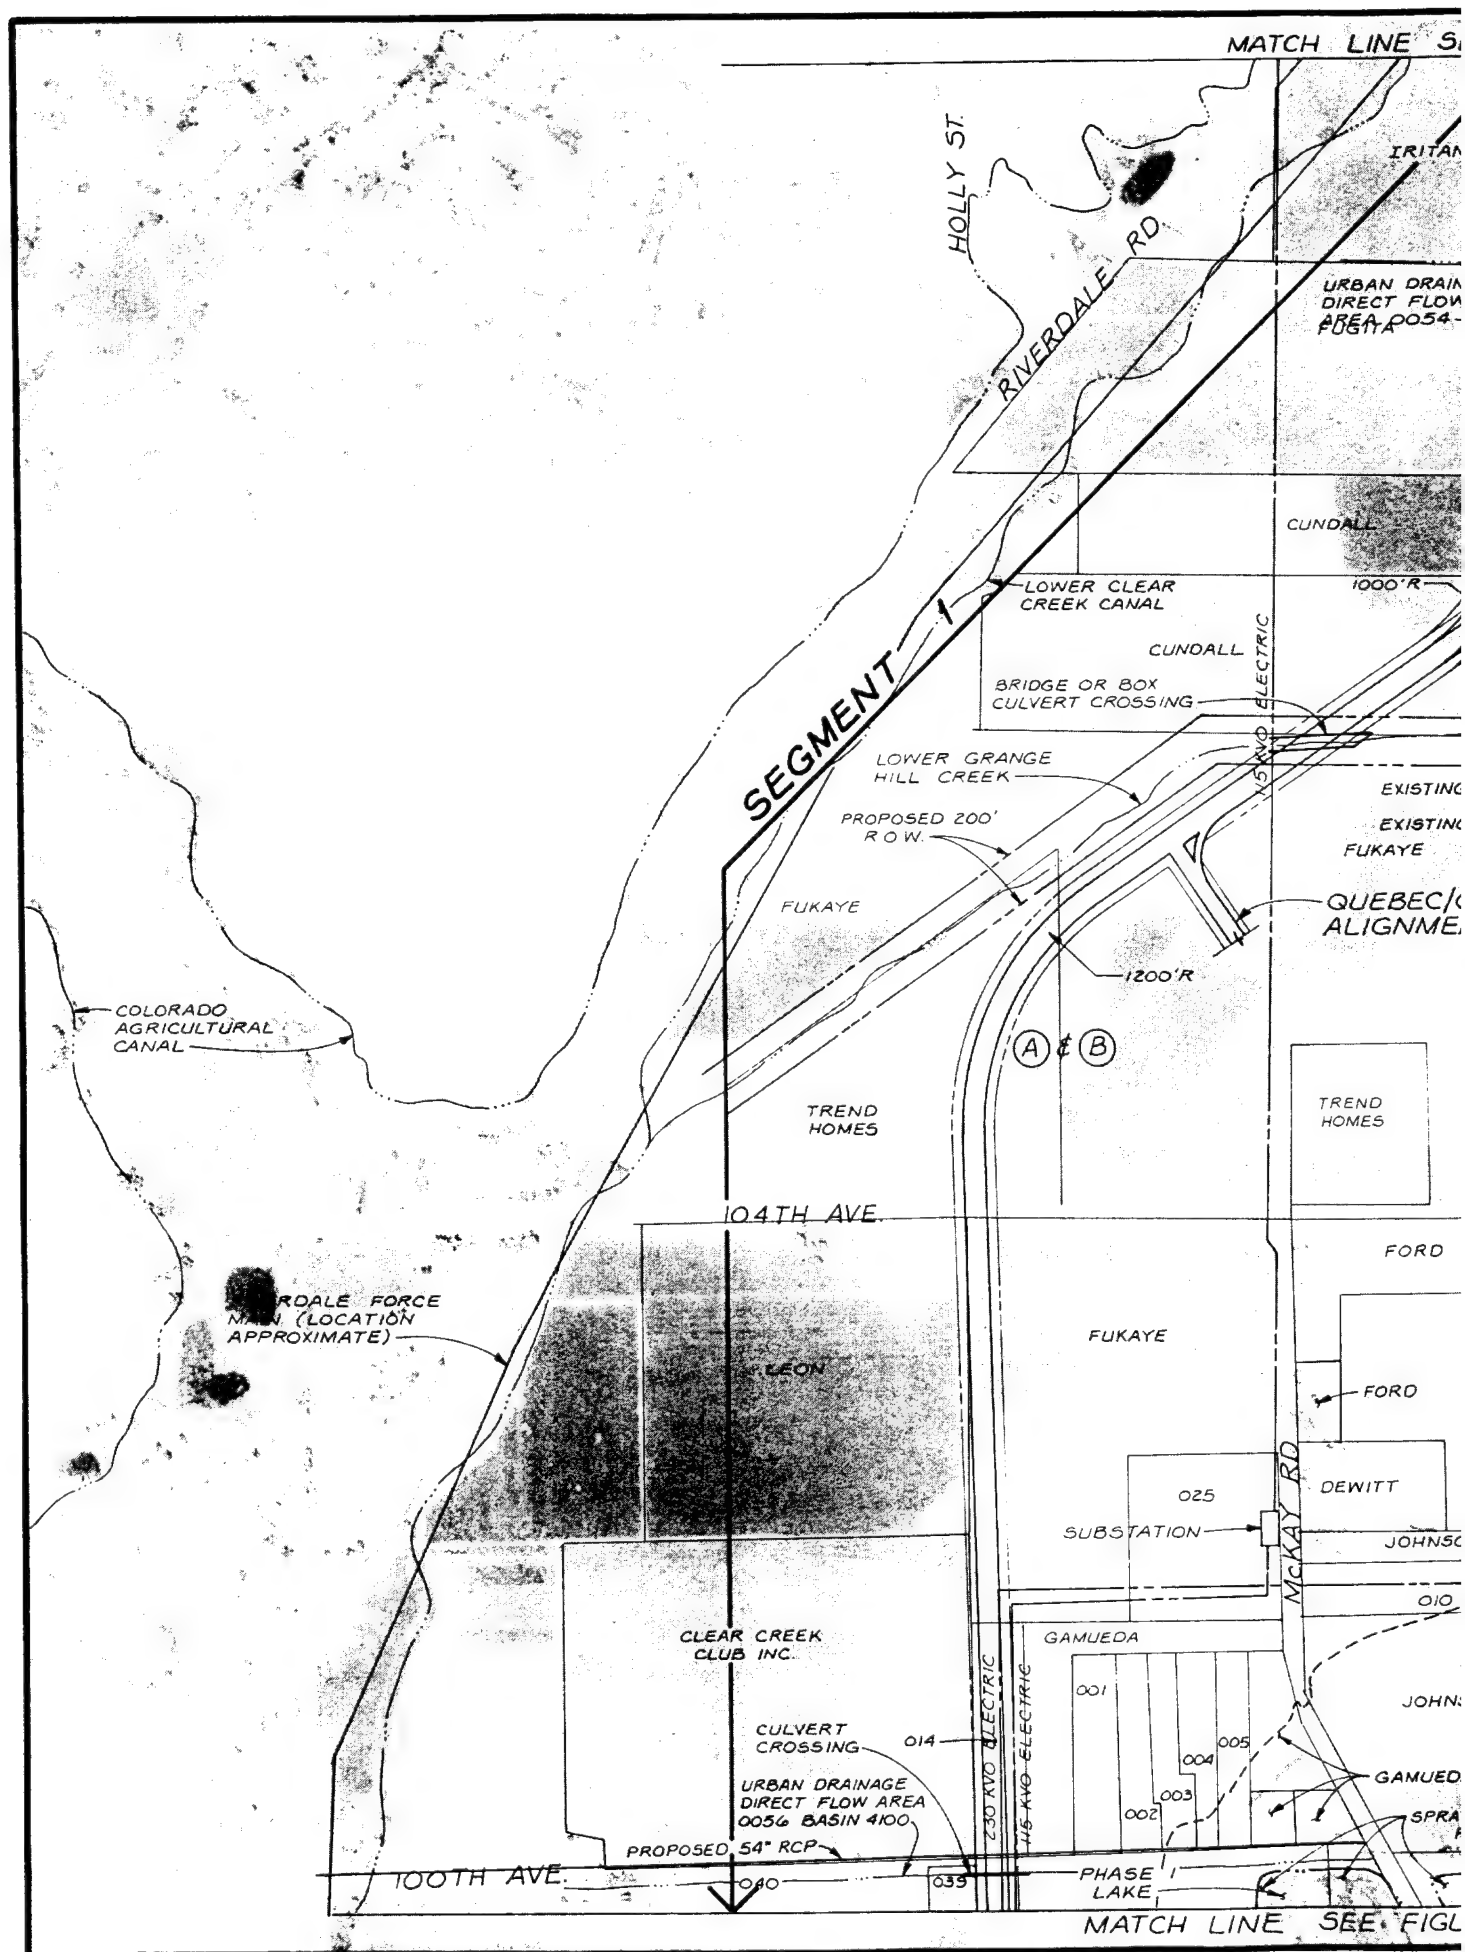 MATCH LINE
HOLLY ST.
IRITAN
RIVERDALE RD
URBAN DRAIN
DIRECT FLOW
AREA 0054-
FUGITA
CUNDALL
1000'R
LOWER CLEAR
CREEK CANAL
115 KVO ELECTRIC
CUNDALL
SEGMENT 1
BRIDGE OR BOX
CULVERT CROSSING
LOWER GRANGE
HILL CREEK
EXISTING
PROPOSED 200'
R O W.
EXISTING
FUKAYE
FUKAYE
QUEBEC/
ALIGNME
1200'R
COLORADO
AGRICULTURAL
CANAL
A & B
TREND
HOMES
TREND
HOMES
104TH AVE.
FORD
RDALE FORCE
MAIN (LOCATION
APPROXIMATE)
FUKAYE
LEON
FORD
McKAY RD
DEWITT
025
SUBSTATION
JOHNSO
010
CLEAR CREEK
CLUB INC.
GAMUEDA
230 KVO ELECTRIC
115 KVO ELECTRIC
001
JOHNS
CULVERT
CROSSING
014
005
004
003
002
GAMUED
URBAN DRAINAGE
DIRECT FLOW AREA
0056 BASIN 4100
SPRA
PROPOSED 54" RCP
100TH AVE.
040
039
PHASE 1
LAKE
MATCH LINE SEE FIGU